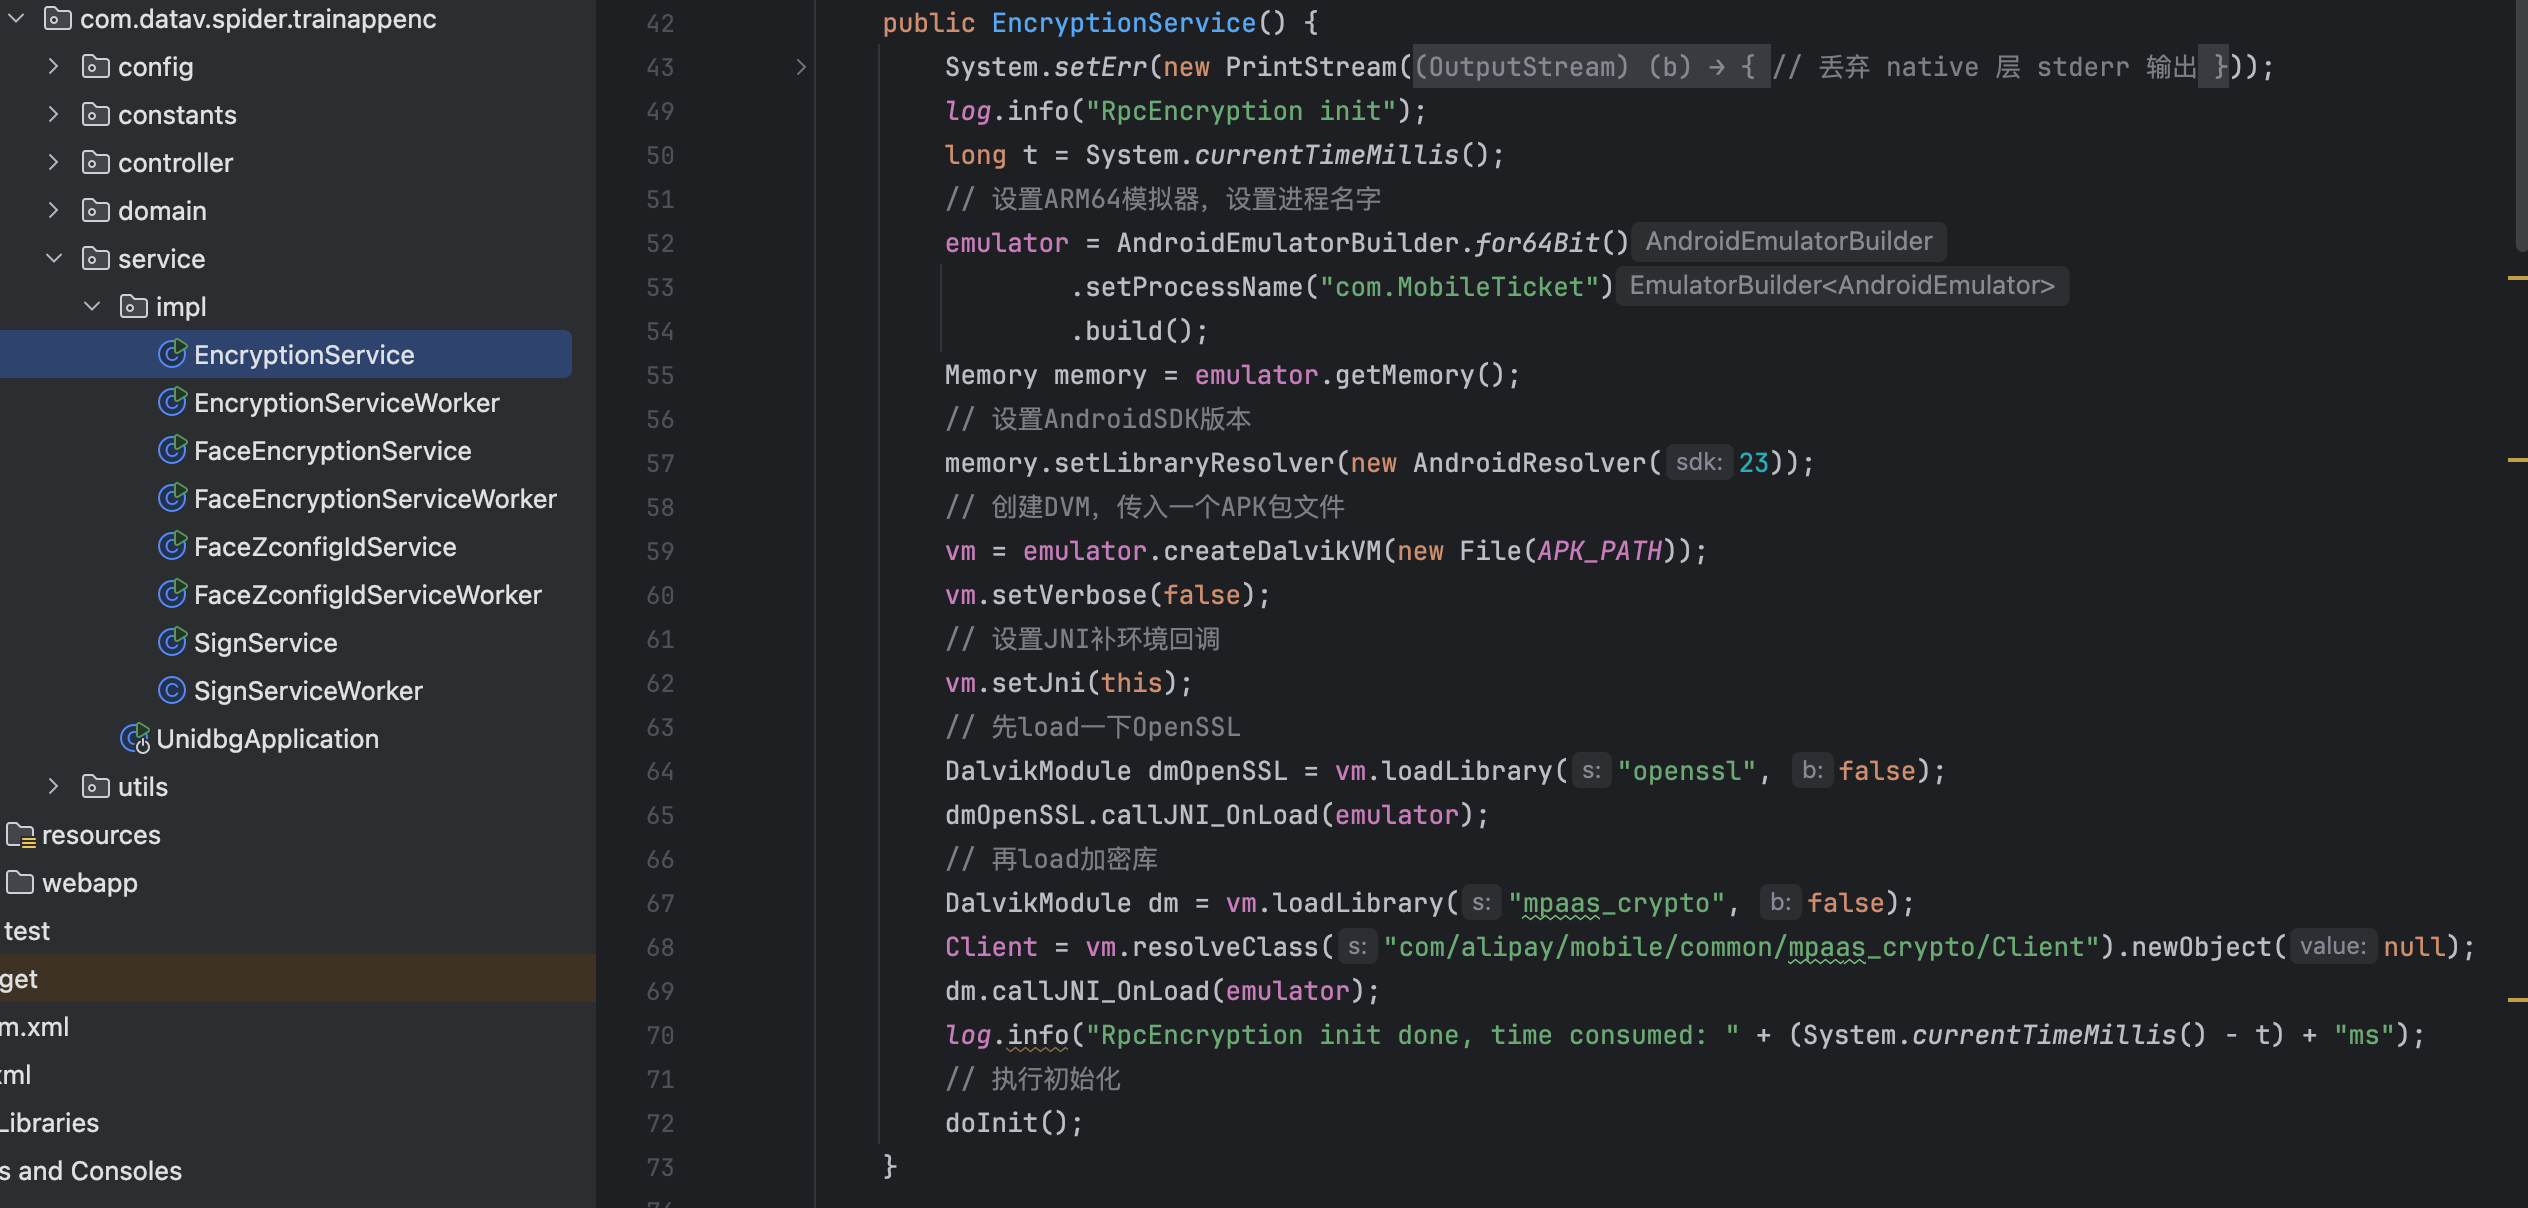 com.datav.spider.trainappenc
config
constants
controller
domain
service
impl
EncryptionService
EncryptionServiceWorker
FaceEncryptionService
FaceEncryptionServiceWorker
FaceZconfigIdService
FaceZconfigIdServiceWorker
SignService
SignServiceWorker
UnidbgApplication
utils
resources
webapp
test
get
m.xml
xml
Libraries
s and Consoles
42 public EncryptionService() {
43 System.setErr(new PrintStream((OutputStream) (b) → { // 丢弃 native 层 stderr 输出 }));
49 log.info("RpcEncryption init");
50 long t = System.currentTimeMillis();
51 // 设置ARM64模拟器，设置进程名字
52 emulator = AndroidEmulatorBuilder.for64Bit() AndroidEmulatorBuilder
53 .setProcessName("com.MobileTicket") EmulatorBuilder<AndroidEmulator>
54 .build();
55 Memory memory = emulator.getMemory();
56 // 设置AndroidSDK版本
57 memory.setLibraryResolver(new AndroidResolver( sdk: 23));
58 // 创建DVM，传入一个APK包文件
59 vm = emulator.createDalvikVM(new File(APK_PATH));
60 vm.setVerbose(false);
61 // 设置JNI补环境回调
62 vm.setJni(this);
63 // 先load一下OpenSSL
64 DalvikModule dmOpenSSL = vm.loadLibrary( s: "openssl", b: false);
65 dmOpenSSL.callJNI_OnLoad(emulator);
66 // 再load加密库
67 DalvikModule dm = vm.loadLibrary( s: "mpaas_crypto", b: false);
68 Client = vm.resolveClass( s: "com/alipay/mobile/common/mpaas_crypto/Client").newObject( value: null);
69 dm.callJNI_OnLoad(emulator);
70 log.info("RpcEncryption init done, time consumed: " + (System.currentTimeMillis() - t) + "ms");
71 // 执行初始化
72 doInit();
73 }